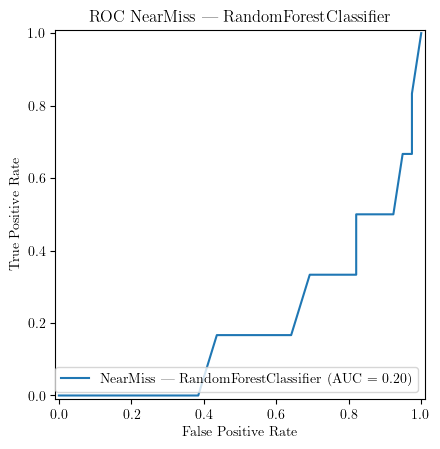 ROC NearMiss — RandomForestClassifier
1.0
0.8
0.6
0.4
0.2
0.0
True Positive Rate
NearMiss — RandomForestClassifier (AUC = 0.20)
0.0 0.2 0.4 0.6 0.8 1.0
False Positive Rate